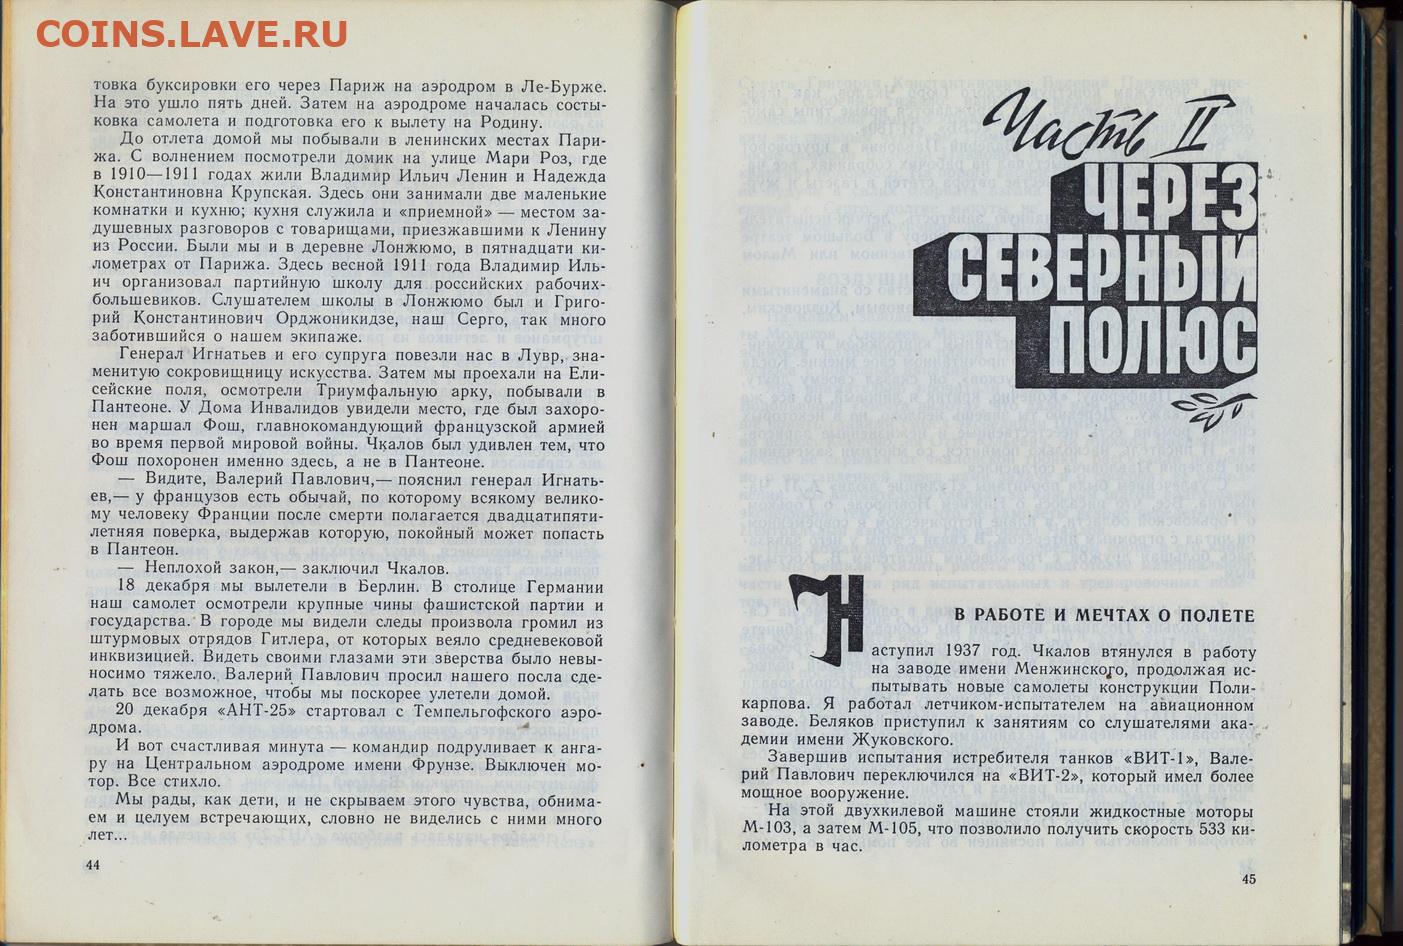 COINS.LAVE.RU
товка буксировки его через Париж на аэродром в Ле-Бурже.
На это ушло пять дней. Затем на аэродроме началась состы-
ковка самолета и подготовка его к вылету на Родину.
До отлета домой мы побывали в ленинских местах Пари-
жа. С волнением посмотрели домик на улице Мари Роз, где
в 1910—1911 годах жили Владимир Ильич Ленин и Надежда
Константиновна Крупская. Здесь они занимали две маленькие
комнатки и кухню; кухня служила и «приемной» — местом за-
душевных разговоров с товарищами, приезжавшими к Ленину
из России. Были мы и в деревне Лонжюмо, в пятнадцати ки-
лометрах от Парижа. Здесь весной 1911 года Владимир Иль-
ич организовал партийную школу для российских рабочих-
большевиков. Слушателем школы в Лонжюмо был и Григо-
рий Константинович Орджоникидзе, наш Серго, так много
заботившийся о нашем экипаже.
Генерал Игнатьев и его супруга повезли нас в Лувр, зна-
менитую сокровищницу искусства. Затем мы проехали на Ели-
сейские поля, осмотрели Триумфальную арку, побывали в
Пантеоне. У Дома Инвалидов увидели место, где был захоро-
нен маршал Фош, главнокомандующий французской армией
во время первой мировой войны. Чкалов был удивлен тем, что
Фош похоронен именно здесь, а не в Пантеоне.
— Видите, Валерий Павлович,— пояснил генерал Игнать-
ев,— у французов есть обычай, по которому всякому велико-
му человеку Франции после смерти полагается двадцатипяти-
летняя поверка, выдержав которую, покойный может попасть
в Пантеон.
— Неплохой закон,— заключил Чкалов.
18 декабря мы вылетели в Берлин. В столице Германии
наш самолет осмотрели крупные чины фашистской партии и
государства. В городе мы видели следы произвола громил из
штурмовых отрядов Гитлера, от которых веяло средневековой
инквизицией. Видеть своими глазами эти зверства было невы-
носимо тяжело. Валерий Павлович просил нашего посла сде-
лать все возможное, чтобы мы поскорее улетели домой.
20 декабря «АНТ-25» стартовал с Темпельгофского аэро-
дрома.
И вот счастливая минута — командир подруливает к анга-
ру на Центральном аэродроме имени Фрунзе. Выключен мо-
тор. Все стихло.
Мы рады, как дети, и не скрываем этого чувства, обнима-
ем и целуем встречающих, словно не виделись с ними много
лет...
44
Часть II
ЧЕРЕЗ
СЕВЕРНЫЙ
ПОЛЮС
В РАБОТЕ И МЕЧТАХ О ПОЛЕТЕ
Наступил 1937 год. Чкалов втянулся в работу
на заводе имени Менжинского, продолжая ис-
пытывать новые самолеты конструкции Поли-
карпова. Я работал летчиком-испытателем на авиационном
заводе. Беляков приступил к занятиям со слушателями ака-
демии имени Жуковского.
Завершив испытания истребителя танков «ВИТ-1», Вале-
рий Павлович переключился на «ВИТ-2», который имел более
мощное вооружение.
На этой двухкилевой машине стояли жидкостные моторы
М-103, а затем М-105, что позволило получить скорость 533 ки-
лометра в час.
45